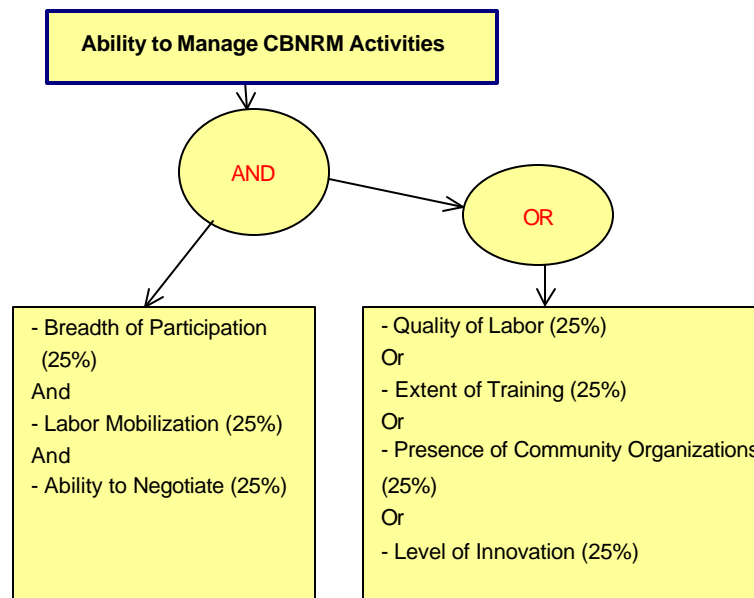 Ability to Manage CBNRM Activities
AND
OR
- Breadth of Participation
(25%)
And
- Labor Mobilization (25%)
And
- Ability to Negotiate (25%)
- Quality of Labor (25%)
Or
- Extent of Training (25%)
Or
- Presence of Community Organizations
(25%)
Or
- Level of Innovation (25%)